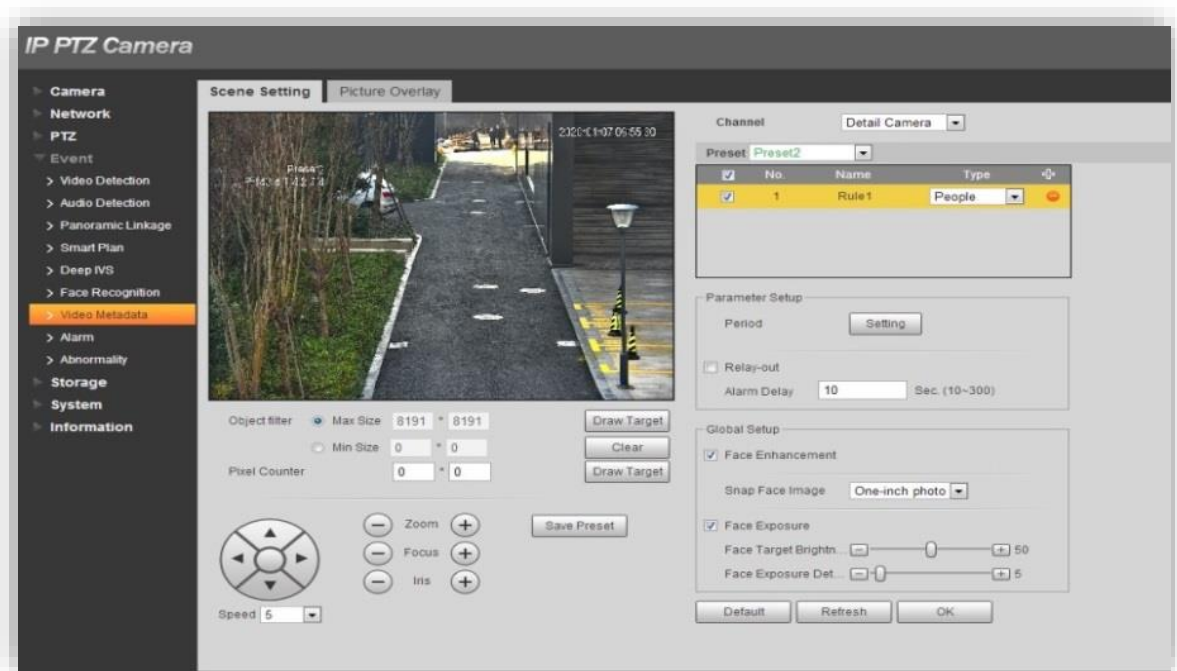 IP PTZ Camera
Camera
Network
PTZ
Event
> Video Detection
> Audio Detection
> Panoramic Linkage
> Smart Plan
> Deep IVS
> Face Recognition
> Video Metadata
> Alarm
> Abnormality
Storage
System
Information
Scene Setting Picture Overlay
Object filter Max Size 8191 * 8191 Draw Target
Min Size 0 * 0 Clear
Pixel Counter 0 * 0 Draw Target
Zoom
Focus
Iris
Save Preset
Speed 5
Channel Detail Camera
Preset Preset2
No. Name Type
1 Rule1 People
Parameter Setup
Period Setting
Relay-out
Alarm Delay 10 Sec. (10~300)
Global Setup
Face Enhancement
Snap Face Image One-inch photo
Face Exposure
Face Target Brightn... 50
Face Exposure Det... 5
Default Refresh OK